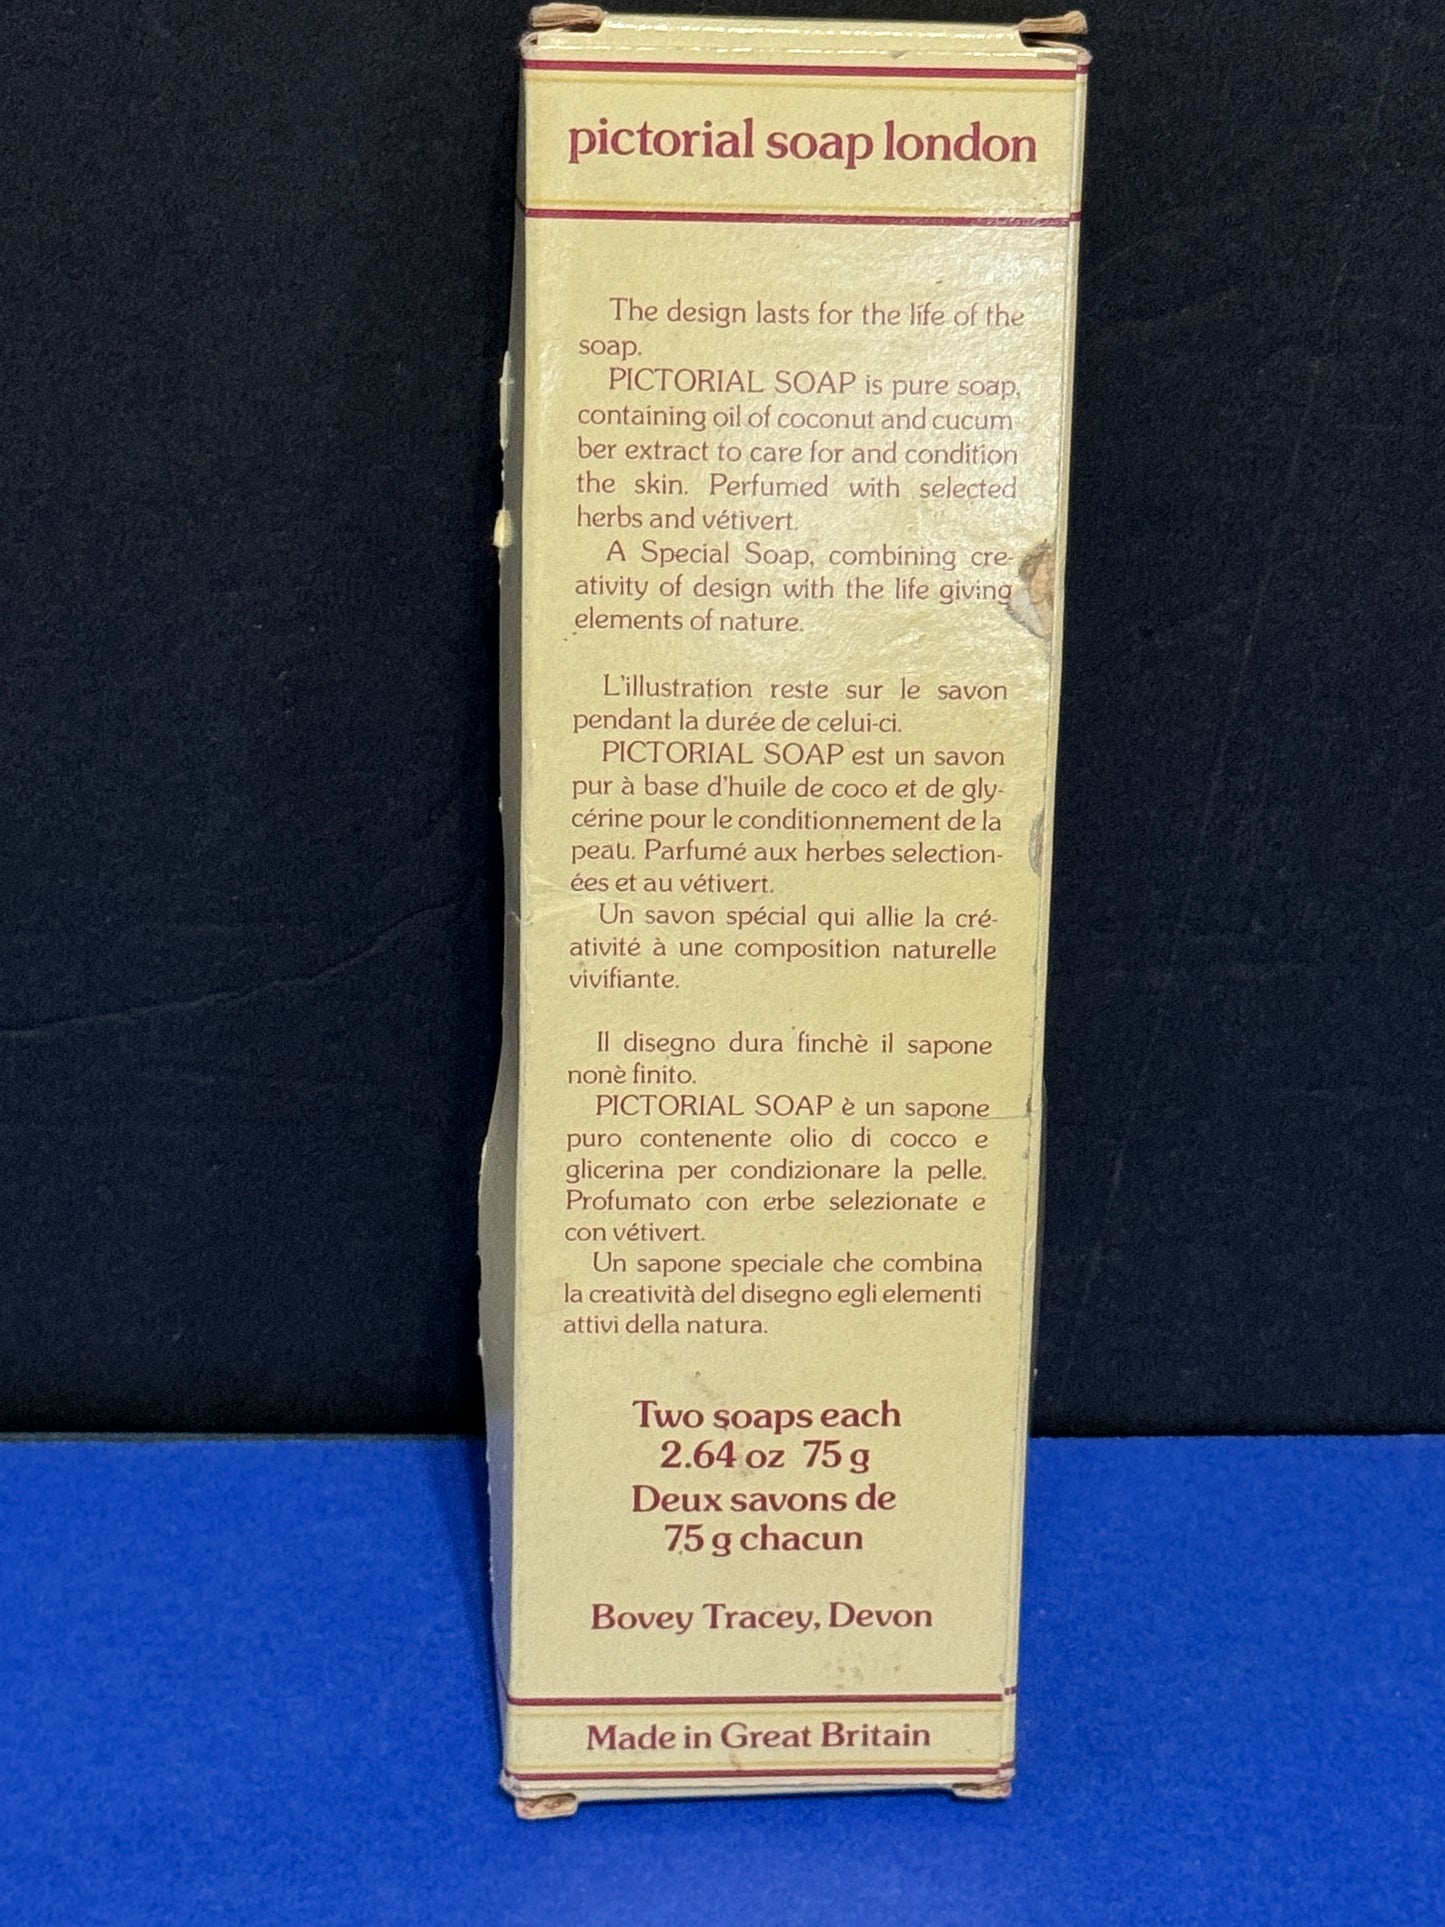 pictorial soap london
The design lasts for the life of the
soap.
PICTORIAL SOAP is pure soap,
containing oil of coconut and cucum-
ber extract to care for and condition
the skin. Perfumed with selected
herbs and vétivert.
A Special Soap, combining cre-
ativity of design with the life giving
elements of nature.
L'illustration reste sur le savon
pendant la durée de celui-ci.
PICTORIAL SOAP est un savon
pur à base d'huile de coco et de gly-
cérine pour le conditionnement de la
peau. Parfumé aux herbes selection-
ées et au vétivert.
Un savon spécial qui allie la cré-
ativité à une composition naturelle
vivifiante.
Il disegno dura finchè il sapone
nonè finito.
PICTORIAL SOAP è un sapone
puro contenente olio di cocco e
glicerina per condizionare la pelle.
Profumato con erbe selezionate e
con vétivert.
Un sapone speciale che combina
la creatività del disegno egli elementi
attivi della natura.
Two soaps each
2.64 oz 75 g
Deux savons de
75 g chacun
Bovey Tracey, Devon
Made in Great Britain